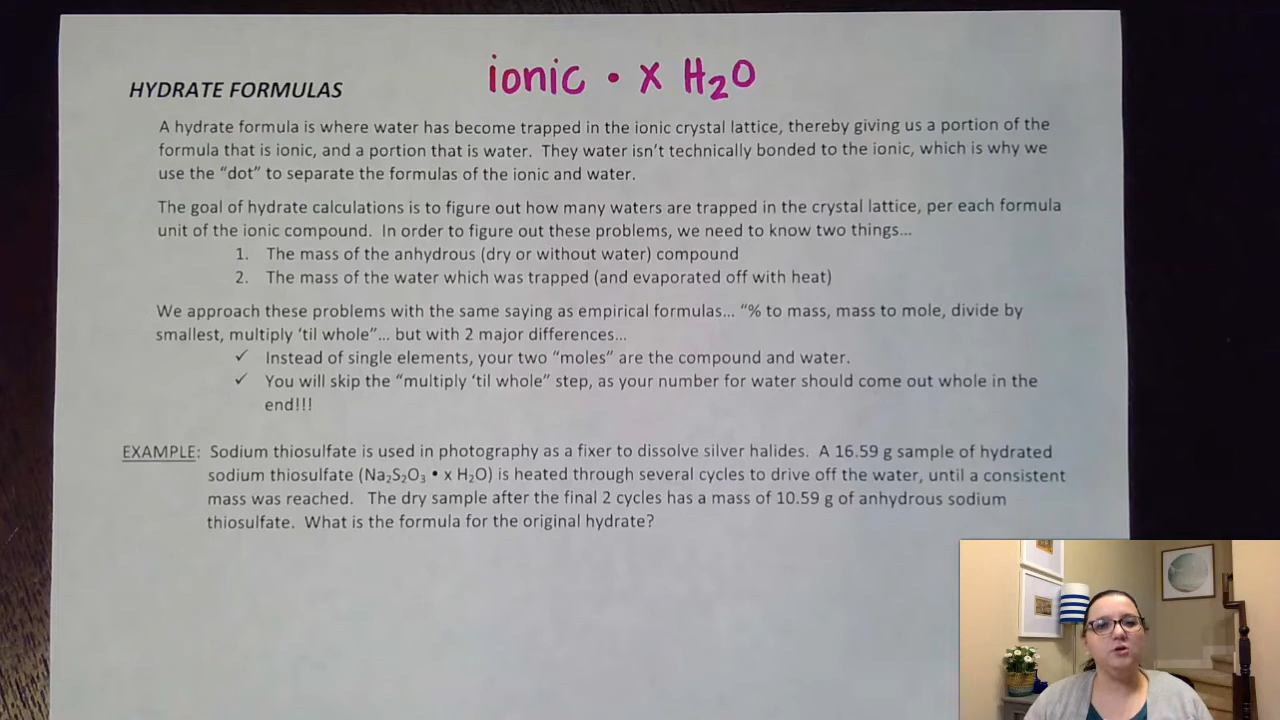 ionic • x H₂O
HYDRATE FORMULAS
A hydrate formula is where water has become trapped in the ionic crystal lattice, thereby giving us a portion of the
formula that is ionic, and a portion that is water. They water isn't technically bonded to the ionic, which is why we
use the “dot” to separate the formulas of the ionic and water.
The goal of hydrate calculations is to figure out how many waters are trapped in the crystal lattice, per each formula
unit of the ionic compound. In order to figure out these problems, we need to know two things...
1. The mass of the anhydrous (dry or without water) compound
2. The mass of the water which was trapped (and evaporated off with heat)
We approach these problems with the same saying as empirical formulas... “% to mass, mass to mole, divide by
smallest, multiply ‘til whole”... but with 2 major differences...
✓ Instead of single elements, your two “moles” are the compound and water.
✓ You will skip the “multiply ‘til whole” step, as your number for water should come out whole in the
end!!!
EXAMPLE: Sodium thiosulfate is used in photography as a fixer to dissolve silver halides. A 16.59 g sample of hydrated
sodium thiosulfate (Na₂S₂O₃ • x H₂O) is heated through several cycles to drive off the water, until a consistent
mass was reached. The dry sample after the final 2 cycles has a mass of 10.59 g of anhydrous sodium
thiosulfate. What is the formula for the original hydrate?